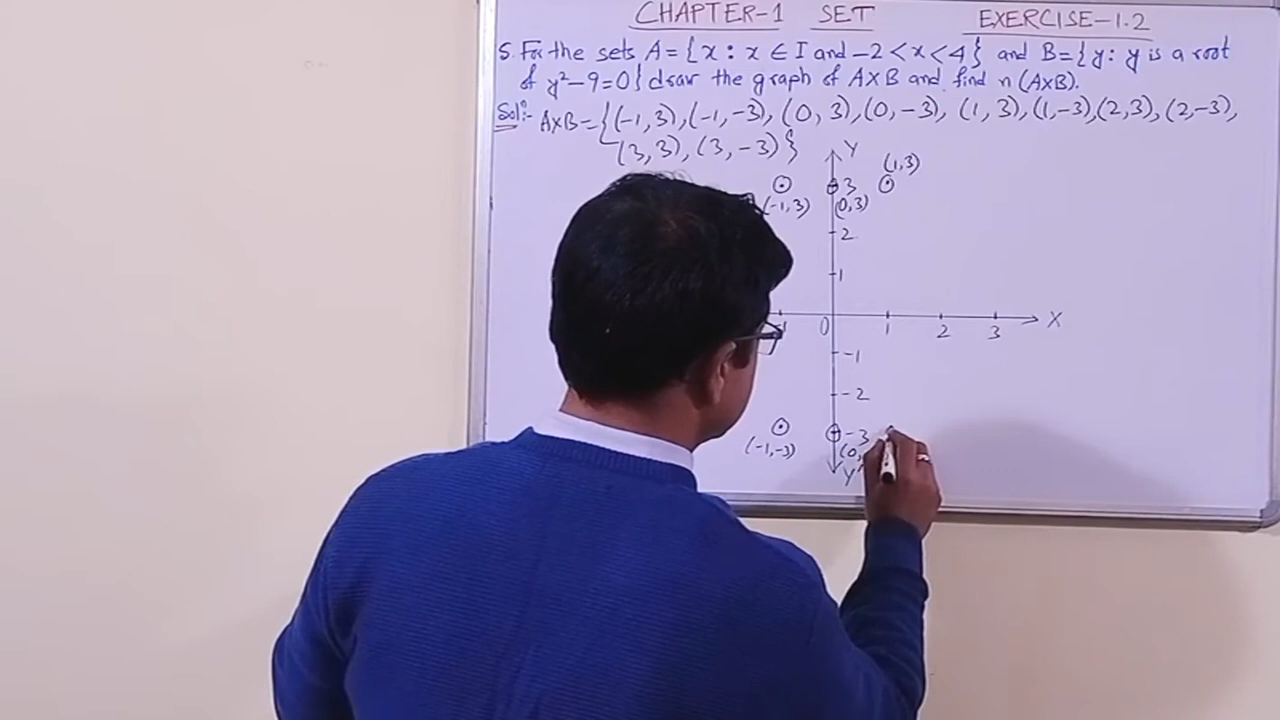 CHAPTER-1 SET EXERCISE-1.2
5. For the sets A = {x : x ∈ I and -2 < x < 4} and B = {y : y is a root
of y²-9=0} draw the graph of A×B and find n(A×B).
Sol:- A×B = {(-1, 3), (-1, -3), (0, 3), (0, -3), (1, 3), (1, -3), (2, 3), (2, -3),
(3, 3), (3, -3)}
Y
(1,3)
3
(-1, 3) (0,3)
2
1
X
0 1 2 3
-1
-2
-3
(-1,-3)
Y'